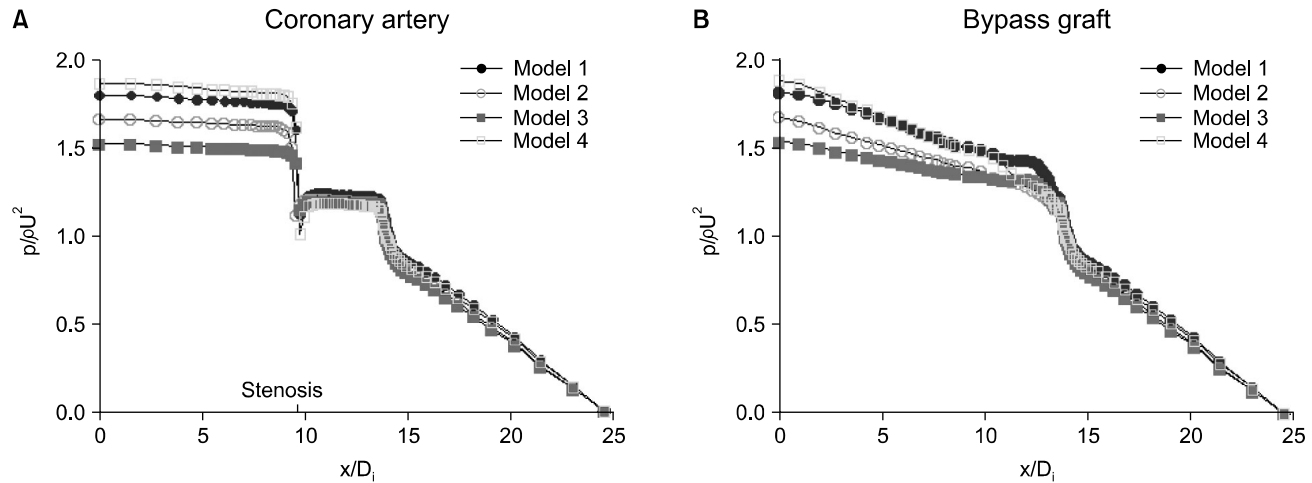 A
Coronary artery
2.0
1.5
1.0
0.5
0.0
p/ρU²
Model 1
Model 2
Model 3
Model 4
Stenosis
0 5 10 15 20 25
x/Dᵢ
B
Bypass graft
2.0
1.5
1.0
0.5
0.0
p/ρU²
Model 1
Model 2
Model 3
Model 4
0 5 10 15 20 25
x/Dᵢ